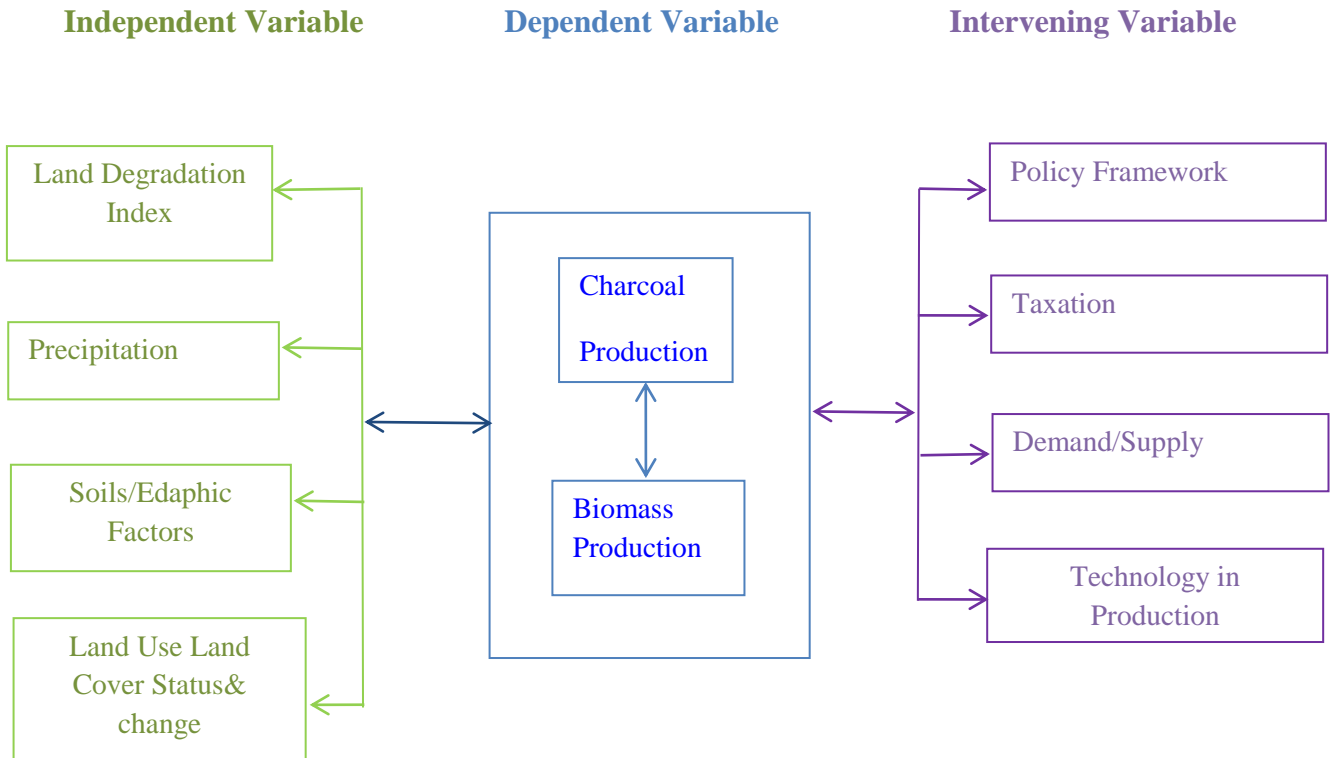 Independent Variable
Dependent Variable
Intervening Variable
Land Degradation
Index
Precipitation
Soils/Edaphic
Factors
Land Use Land
Cover Status&
change
Charcoal
Production
Biomass
Production
Policy Framework
Taxation
Demand/Supply
Technology in
Production